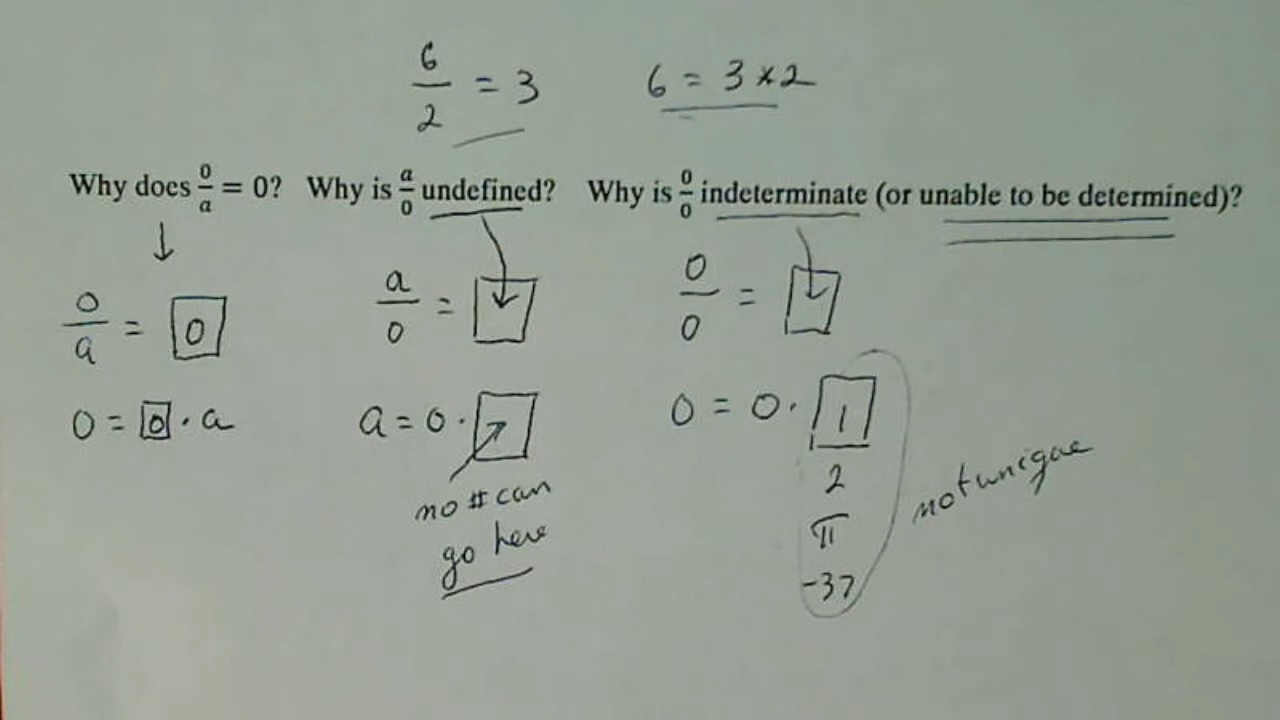 6/2 = 3
6 = 3 × 2
Why does 0/a = 0? Why is a/0 undefined? Why is 0/0 indeterminate (or unable to be determined)?
0/a = 0
a/0 =
0/0 =
0 = 0 · a
a = 0 ·
0 = 0 · 1
2
π
-37
no # can
go here
not unique